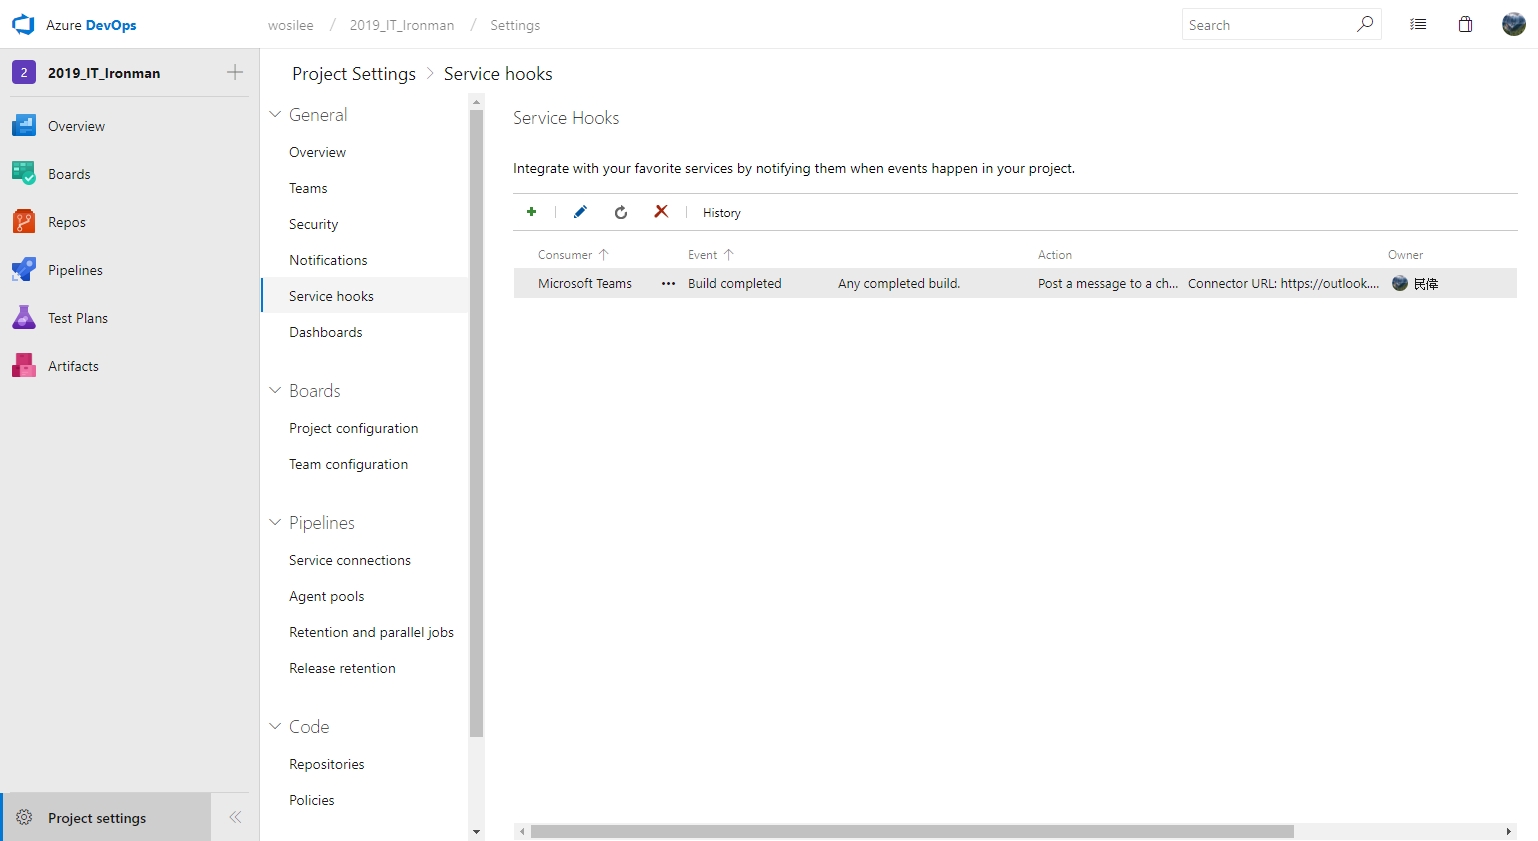 Azure DevOps
wosilee / 2019_IT_Ironman / Settings
Search
2 2019_IT_Ironman
Overview
Boards
Repos
Pipelines
Test Plans
Artifacts
Project settings
Project Settings > Service hooks
General
Overview
Teams
Security
Notifications
Service hooks
Dashboards
Boards
Project configuration
Team configuration
Pipelines
Service connections
Agent pools
Retention and parallel jobs
Release retention
Code
Repositories
Policies
Service Hooks
Integrate with your favorite services by notifying them when events happen in your project.
History
Consumer Event Action Owner
Microsoft Teams ... Build completed Any completed build. Post a message to a ch... Connector URL: https://outlook.... 民偉